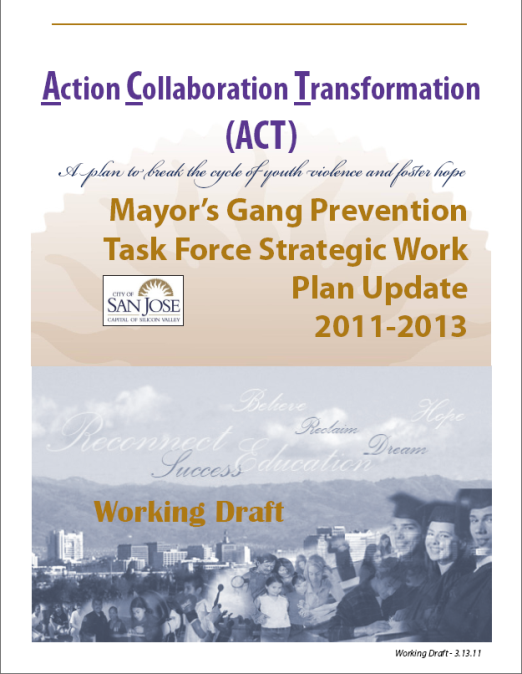 Action Collaboration Transformation
(ACT)
A plan to break the cycle of youth violence and foster hope
Mayor's Gang Prevention
Task Force Strategic Work
Plan Update
2011-2013
CITY OF
SAN JOSE
CAPITAL OF SILICON VALLEY
Believe
Hope
Reclaim
Reconnect
Dream
Success
Education
Working Draft
Working Draft - 3.13.11